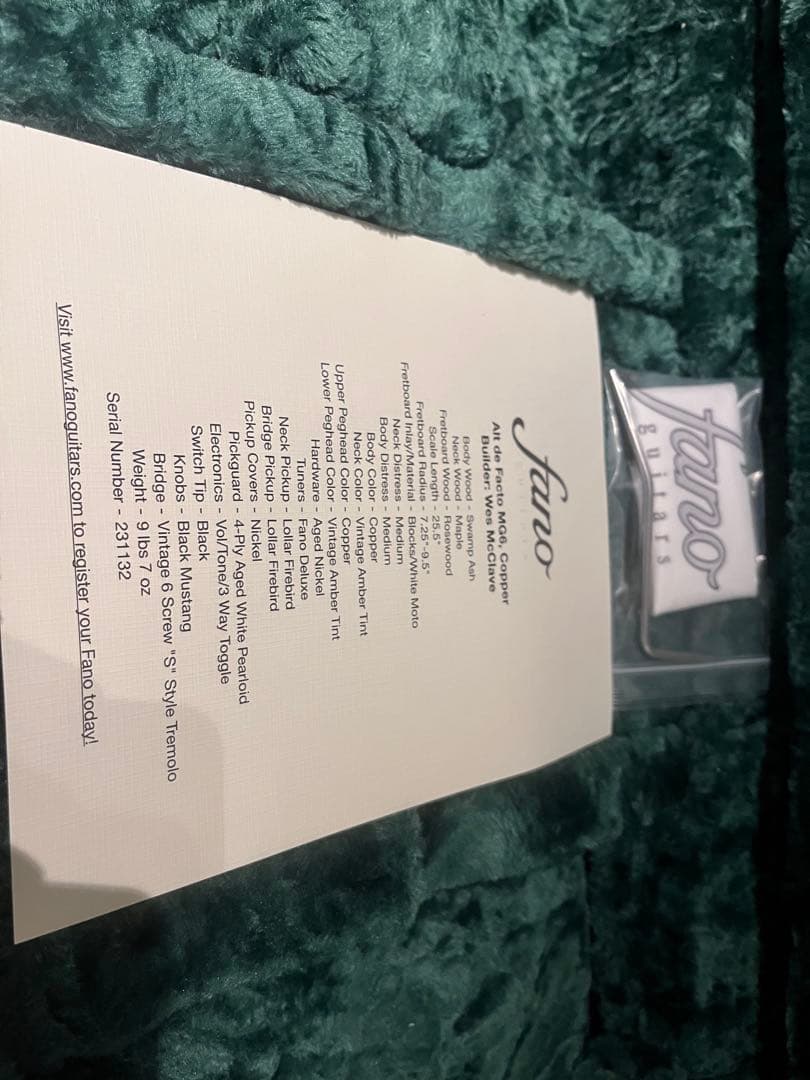 fano
guitars
fano
Alt de Facto MG6, Copper
Builder: Wes McClave
Body Wood - Swamp Ash
Neck Wood - Maple
Fretboard Wood - Rosewood
Scale Length - 25.5"
Fretboard Radius - 7.25"-9.5"
Fretboard Inlay/Material - Blocks/White Moto
Neck Distress - Medium
Body Distress - Medium
Body Color - Copper
Neck Color - Vintage Amber Tint
Upper Peghead Color - Copper
Lower Peghead Color - Vintage Amber Tint
Hardware - Aged Nickel
Tuners - Fano Deluxe
Neck Pickup - Lollar Firebird
Bridge Pickup - Lollar Firebird
Pickup Covers - Nickel
Pickguard - 4-Ply Aged White Pearloid
Electronics - Vol/Tone/3 Way Toggle
Switch Tip - Black
Knobs - Black Mustang
Bridge - Vintage 6 Screw "S" Style Tremolo
Weight - 9 lbs 7 oz
Serial Number - 231132
Visit www.fanoguitars.com to register your Fano today!